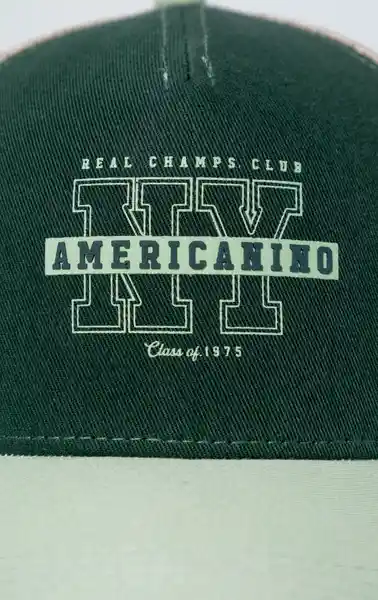 REAL CHAMPS. CLUB
NY
AMERICANINO
Class of.1975